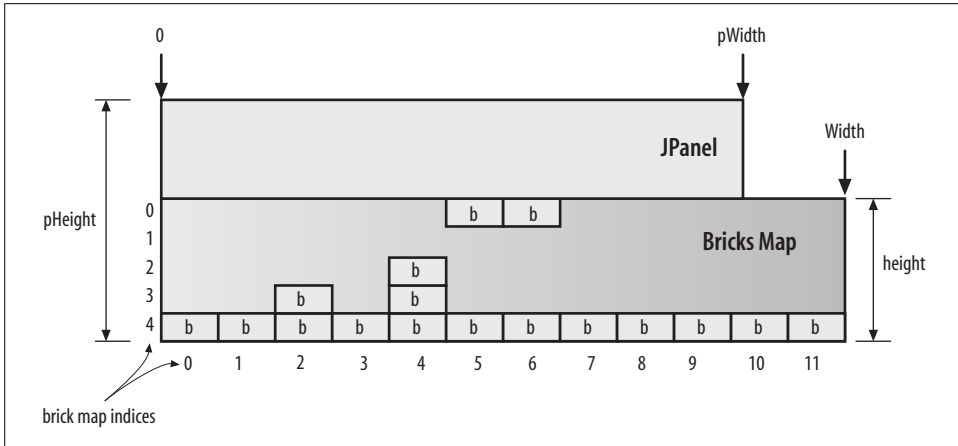 0
pWidth
JPanel
Width
pHeight
0
b b
1
Bricks Map
2
b
height
3
b b
4
b b b b b b b b b b b b
0 1 2 3 4 5 6 7 8 9 10 11
brick map indices